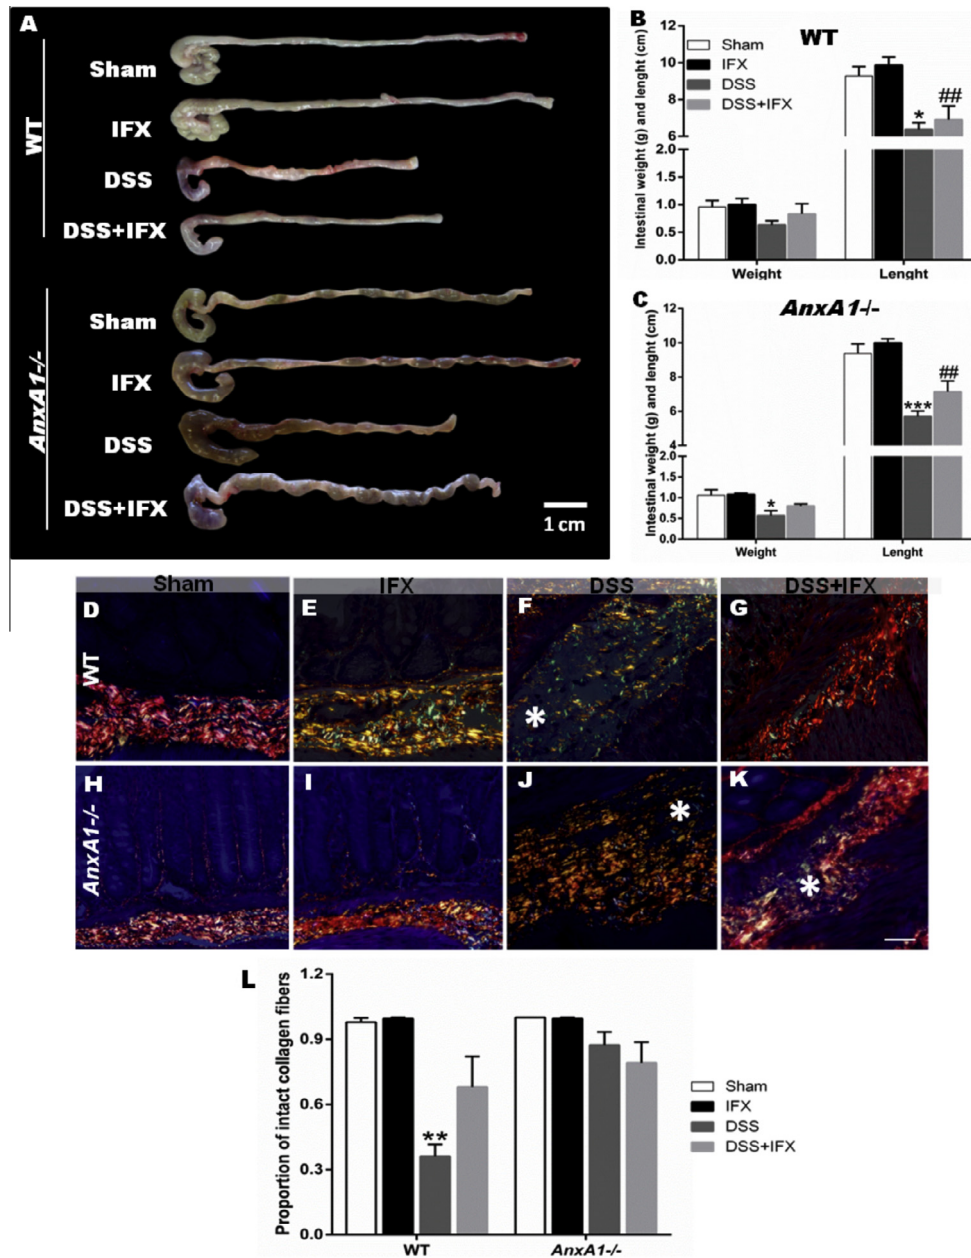 A
WT
Sham
IFX
DSS
DSS+IFX
AnxA1-/-
Sham
IFX
DSS
DSS+IFX
1 cm
B
WT
Sham
IFX
DSS
DSS+IFX
Intestinal weight (g) and lenght (cm)
10
8
6
2.0
1.5
1.0
0.5
0.0
*
##
Weight
Lenght
C
AnxA1-/-
Intestinal weight (g) and lenght (cm)
10
8
6
4
2.0
1.5
1.0
0.5
0.0
*
***
##
Weight
Lenght
Sham
IFX
DSS
DSS+IFX
WT
D
E
F
*
G
AnxA1-/-
H
I
J
*
K
*
L
Proportion of intact collagen fibers
1.2
0.9
0.6
0.3
0.0
**
WT
AnxA1-/-
Sham
IFX
DSS
DSS+IFX